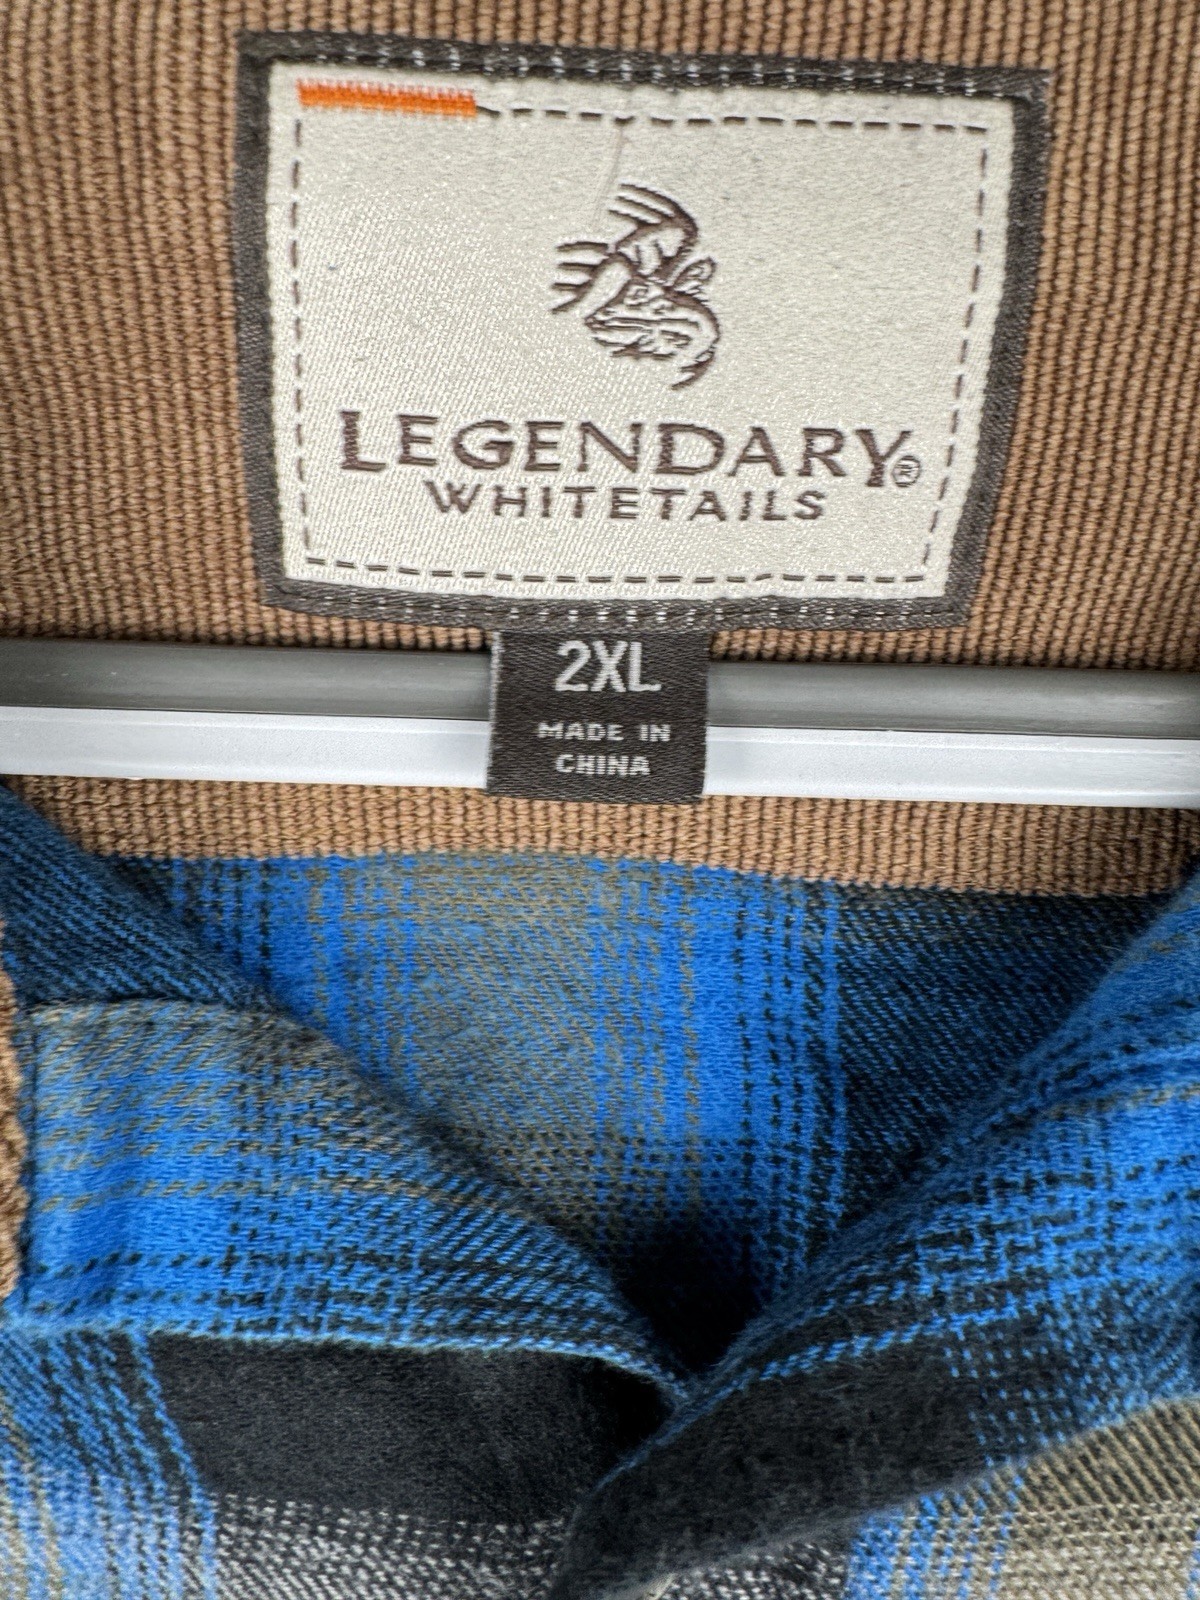 LEGENDARY®
WHITETAILS
2XL
MADE IN
CHINA